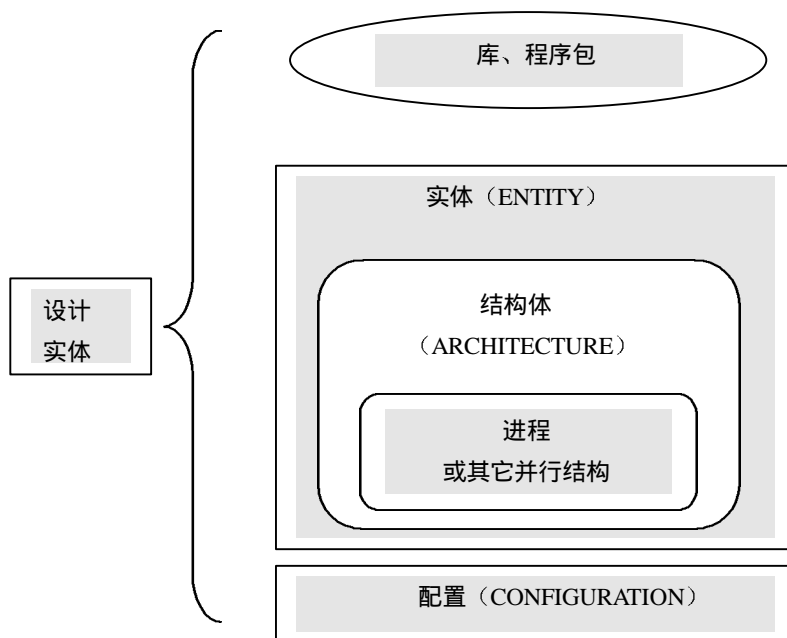 库、程序包
实体（ENTITY）
设计
实体
结构体
（ARCHITECTURE）
进程
或其它并行结构
配置（CONFIGURATION）